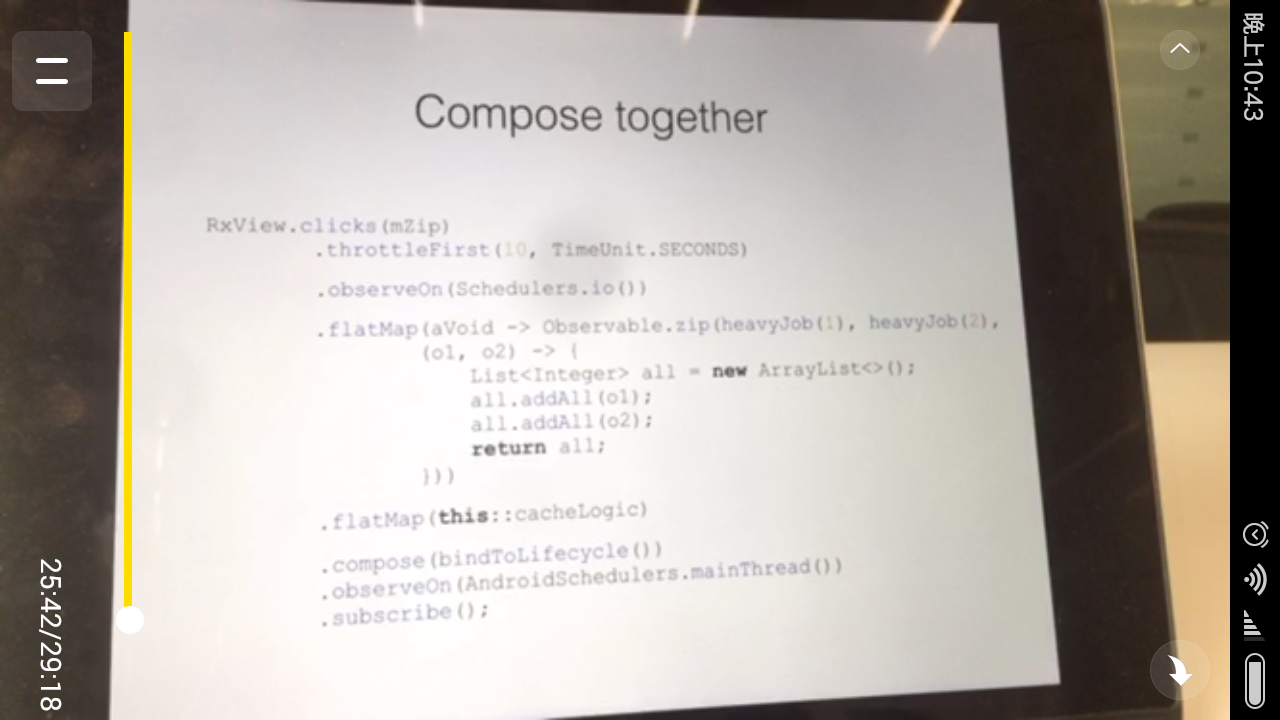 Compose together
RxView.clicks(mZip)
.throttleFirst(10, TimeUnit.SECONDS)
.observeOn(Schedulers.io())
.flatMap(aVoid -> Observable.zip(heavyJob(1), heavyJob(2),
(o1, o2) -> {
List<Integer> all = new ArrayList<>();
all.addAll(o1);
all.addAll(o2);
return all;
}))
.flatMap(this::cacheLogic)
.compose(bindToLifecycle())
.observeOn(AndroidSchedulers.mainThread())
.subscribe();
25:42/29:18
晚上10:43